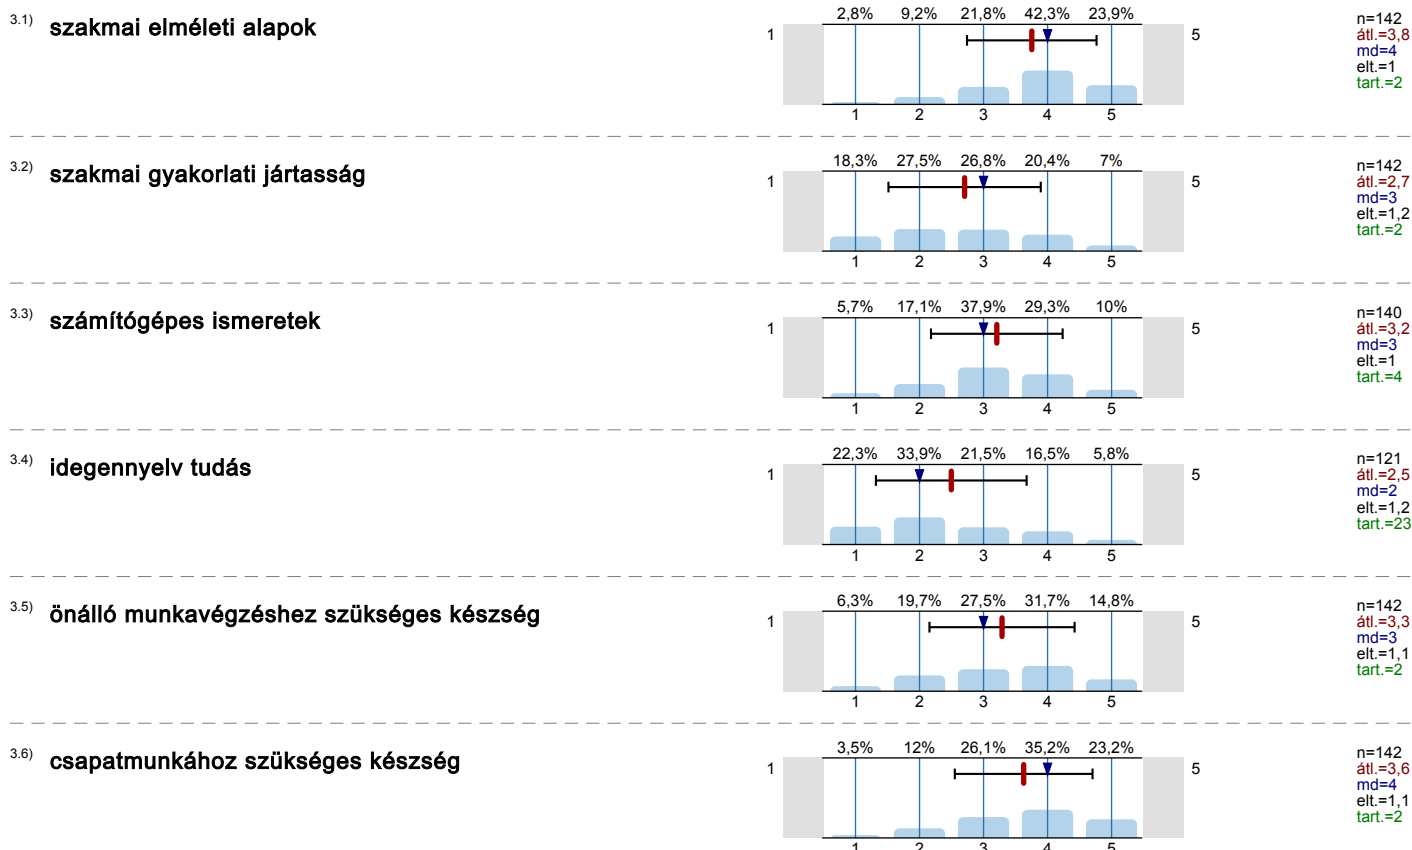 3.1) szakmai elméleti alapok
2,8% 9,2% 21,8% 42,3% 23,9%
1 5
1 2 3 4 5
n=142
átl.=3,8
md=4
elt.=1
tart.=2
3.2) szakmai gyakorlati jártasság
18,3% 27,5% 26,8% 20,4% 7%
1 5
1 2 3 4 5
n=142
átl.=2,7
md=3
elt.=1,2
tart.=2
3.3) számítógépes ismeretek
5,7% 17,1% 37,9% 29,3% 10%
1 5
1 2 3 4 5
n=140
átl.=3,2
md=3
elt.=1
tart.=4
3.4) idegennyelv tudás
22,3% 33,9% 21,5% 16,5% 5,8%
1 5
1 2 3 4 5
n=121
átl.=2,5
md=2
elt.=1,2
tart.=23
3.5) önálló munkavégzéshez szükséges készség
6,3% 19,7% 27,5% 31,7% 14,8%
1 5
1 2 3 4 5
n=142
átl.=3,3
md=3
elt.=1,1
tart.=2
3.6) csapatmunkához szükséges készség
3,5% 12% 26,1% 35,2% 23,2%
1 5
1 2 3 4 5
n=142
átl.=3,6
md=4
elt.=1,1
tart.=2